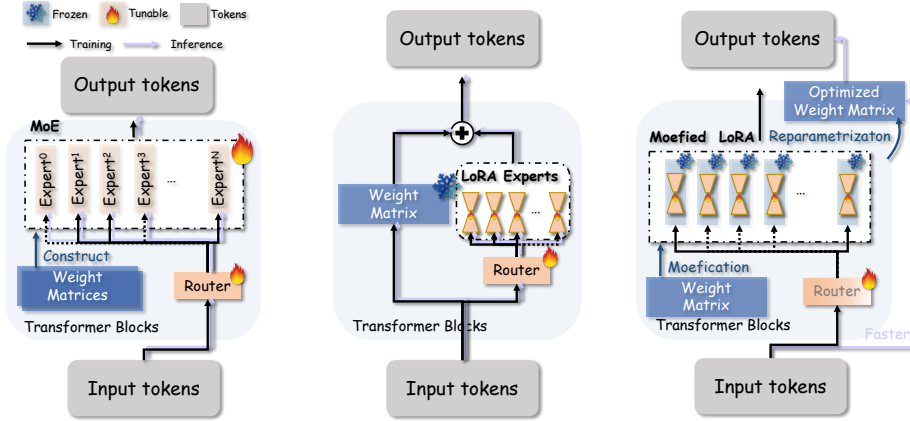 Frozen
Tunable
Tokens
Training
Inference
Output tokens
MoE
Expert⁰
Expert¹
Expert²
Expert³
...
Expertᴺ
Construct
Weight
Matrices
Router
Transformer Blocks
Input tokens
Output tokens
LoRA Experts
Weight
Matrix
...
Router
Transformer Blocks
Input tokens
Output tokens
Optimized
Weight Matrix
Moefied LoRA Reparametrizaton
...
Moefication
Weight
Matrix
Router
Transformer Blocks
Faster
Input tokens